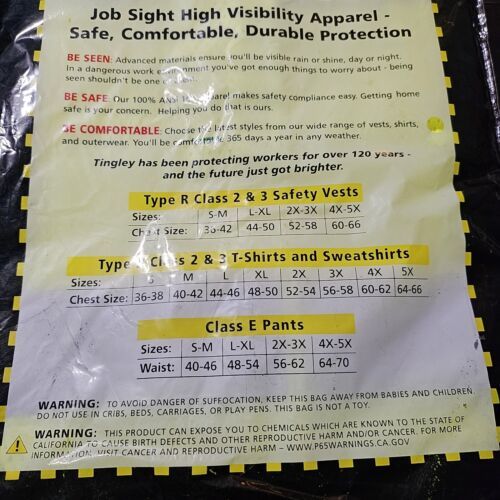 Job Sight High Visibility Apparel -
Safe, Comfortable, Durable Protection
BE SEEN: Advanced materials ensure you'll be visible rain or shine, day or night.
In a dangerous work environment you've got enough things to worry about - being
seen shouldn't be one of them.
BE SAFE: Our 100% ANSI apparel makes safety compliance easy. Getting home
safe is your concern. Helping you do that is ours.
BE COMFORTABLE: Choose the latest styles from our wide range of vests, shirts,
and outerwear. You'll be comfortable 365 days a year in any weather.
Tingley has been protecting workers for over 120 years -
and the future just got brighter.
Type R Class 2 & 3 Safety Vests
Sizes: S-M L-XL 2X-3X 4X-5X
Chest Size: 36-42 44-50 52-58 60-66
Type R Class 2 & 3 T-Shirts and Sweatshirts
Sizes: S M L XL 2X 3X 4X 5X
Chest Size: 36-38 40-42 44-46 48-50 52-54 56-58 60-62 64-66
Class E Pants
Sizes: S-M L-XL 2X-3X 4X-5X
Waist: 40-46 48-54 56-62 64-70
WARNING: TO AVOID DANGER OF SUFFOCATION, KEEP THIS BAG AWAY FROM BABIES AND CHILDREN.
DO NOT USE IN CRIBS, BEDS, CARRIAGES, OR PLAY PENS. THIS BAG IS NOT A TOY.
WARNING: THIS PRODUCT CAN EXPOSE YOU TO CHEMICALS WHICH ARE KNOWN TO THE STATE OF
CALIFORNIA TO CAUSE BIRTH DEFECTS AND OTHER REPRODUCTIVE HARM AND/OR CANCER. FOR MORE
INFORMATION, VISIT CANCER AND REPRODUCTIVE HARM – WWW.P65WARNINGS.CA.GOV